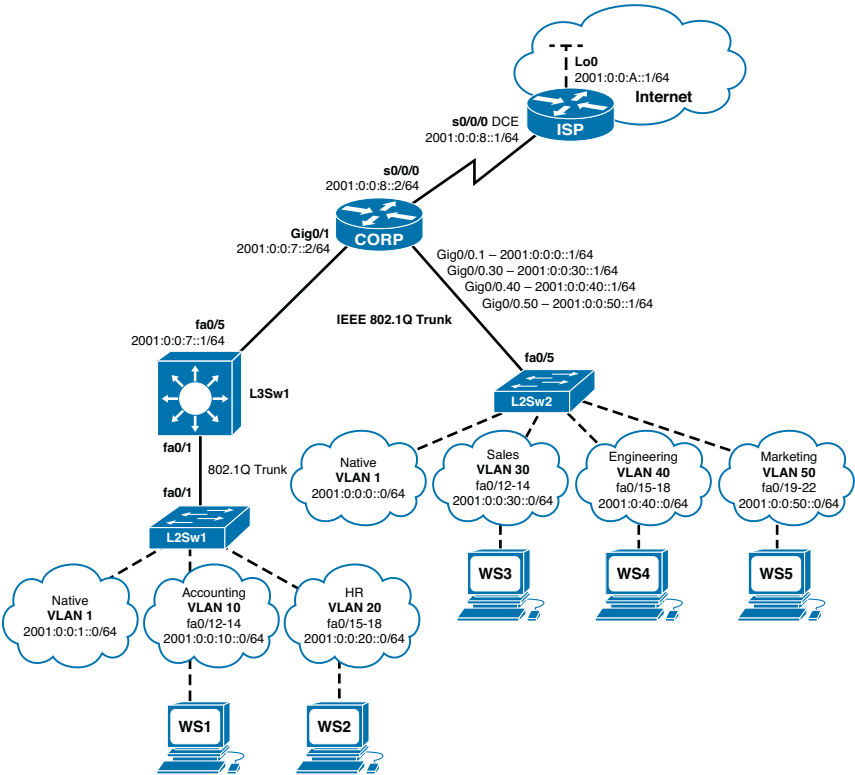 Lo0
2001:0:0:A::1/64
Internet
s0/0/0 DCE
2001:0:0:8::1/64
ISP
s0/0/0
2001:0:0:8::2/64
Gig0/1
2001:0:0:7::2/64
CORP
Gig0/0.1 – 2001:0:0:0::1/64
Gig0/0.30 – 2001:0:0:30::1/64
Gig0/0.40 – 2001:0:0:40::1/64
Gig0/0.50 – 2001:0:0:50::1/64
IEEE 802.1Q Trunk
fa0/5
2001:0:0:7::1/64
L3Sw1
fa0/1
802.1Q Trunk
fa0/1
L2Sw1
fa0/5
L2Sw2
Native
VLAN 1
2001:0:0:0::0/64
Sales
VLAN 30
fa0/12-14
2001:0:0:30::0/64
Engineering
VLAN 40
fa0/15-18
2001:0:40::0/64
Marketing
VLAN 50
fa0/19-22
2001:0:0:50::0/64
WS3
WS4
WS5
Native
VLAN 1
2001:0:0:1::0/64
Accounting
VLAN 10
fa0/12-14
2001:0:0:10::0/64
HR
VLAN 20
fa0/15-18
2001:0:0:20::0/64
WS1
WS2